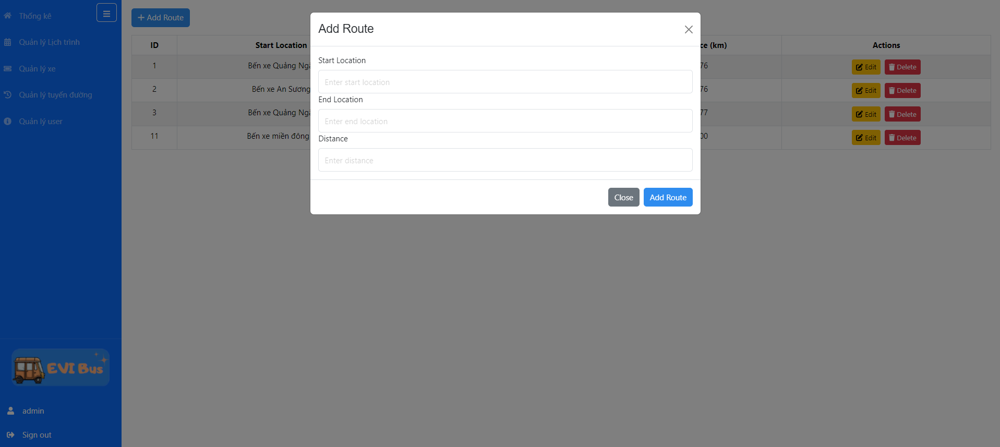 Thống kê
Quản lý Lịch trình
Quản lý xe
Quản lý tuyến đường
Quản lý user
EVI Bus
admin
Sign out
Add Route
ID Start Location (km) Actions
1 Bến xe Quảng 76 Edit Delete
2 Bến xe An Sương 76 Edit Delete
3 Bến xe Quảng 77 Edit Delete
11 Bến xe miền đông 00 Edit Delete
Add Route
Start Location
Enter start location
End Location
Enter end location
Distance
Enter distance
Close Add Route